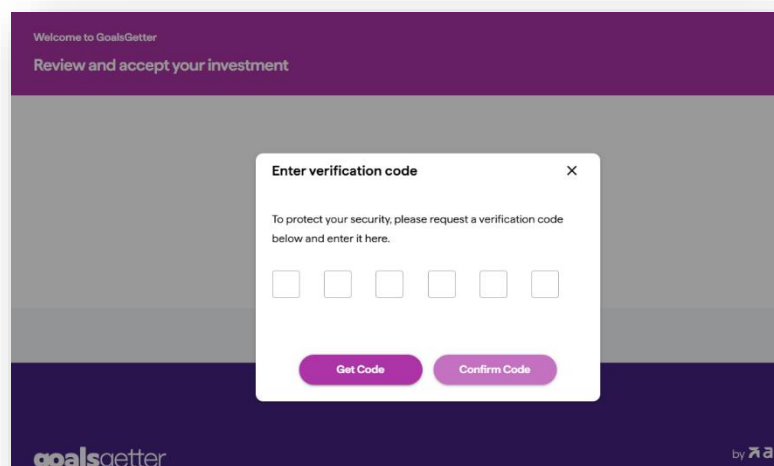 Welcome to GoalsGetter
Review and accept your investment
Enter verification code
To protect your security, please request a verification code
below and enter it here.
Get Code
Confirm Code
goalsgetter
by